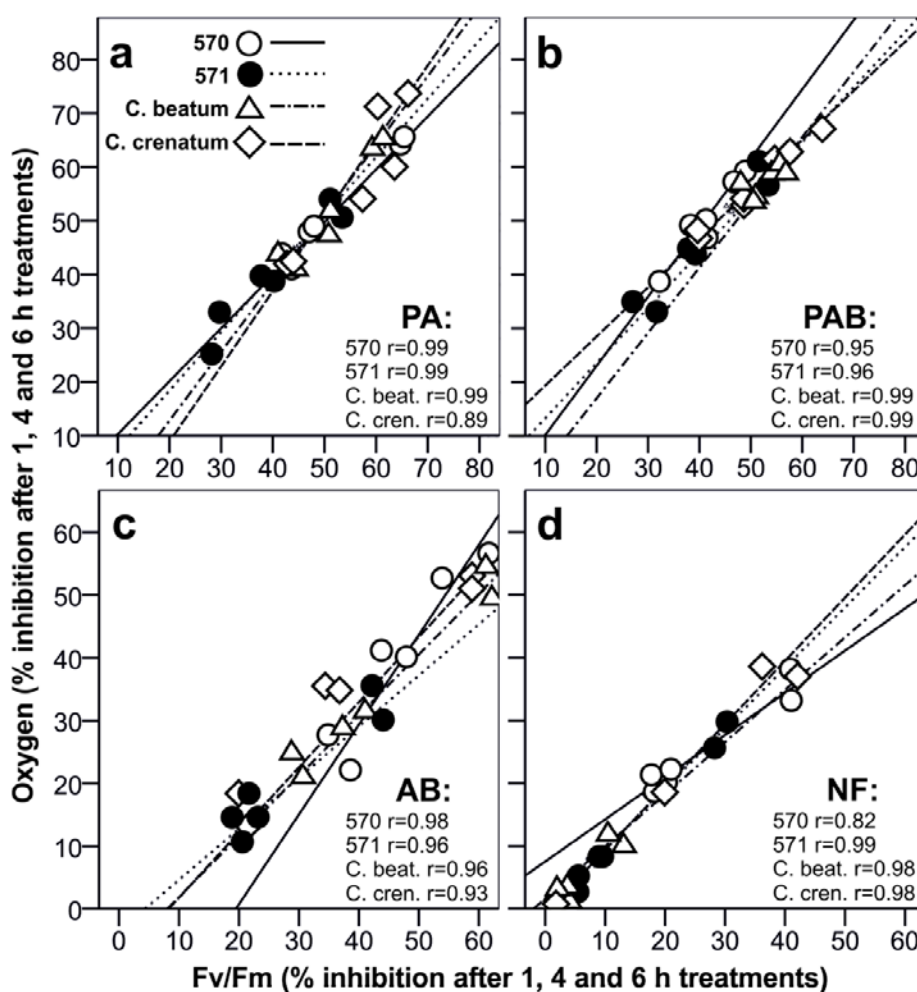 a
570
571
C. beatum
C. crenatum
80
70
60
50
40
30
20
10
PA:
570 r=0.99
571 r=0.99
C. beat. r=0.99
C. cren. r=0.89
10 20 30 40 50 60 70 80
b
PAB:
570 r=0.95
571 r=0.96
C. beat. r=0.99
C. cren. r=0.99
10 20 30 40 50 60 70 80
Oxygen (% inhibition after 1, 4 and 6 h treatments)
c
60
50
40
30
20
10
0
AB:
570 r=0.98
571 r=0.96
C. beat. r=0.96
C. cren. r=0.93
0 10 20 30 40 50 60
d
NF:
570 r=0.82
571 r=0.99
C. beat. r=0.98
C. cren. r=0.98
0 10 20 30 40 50 60
Fv/Fm (% inhibition after 1, 4 and 6 h treatments)